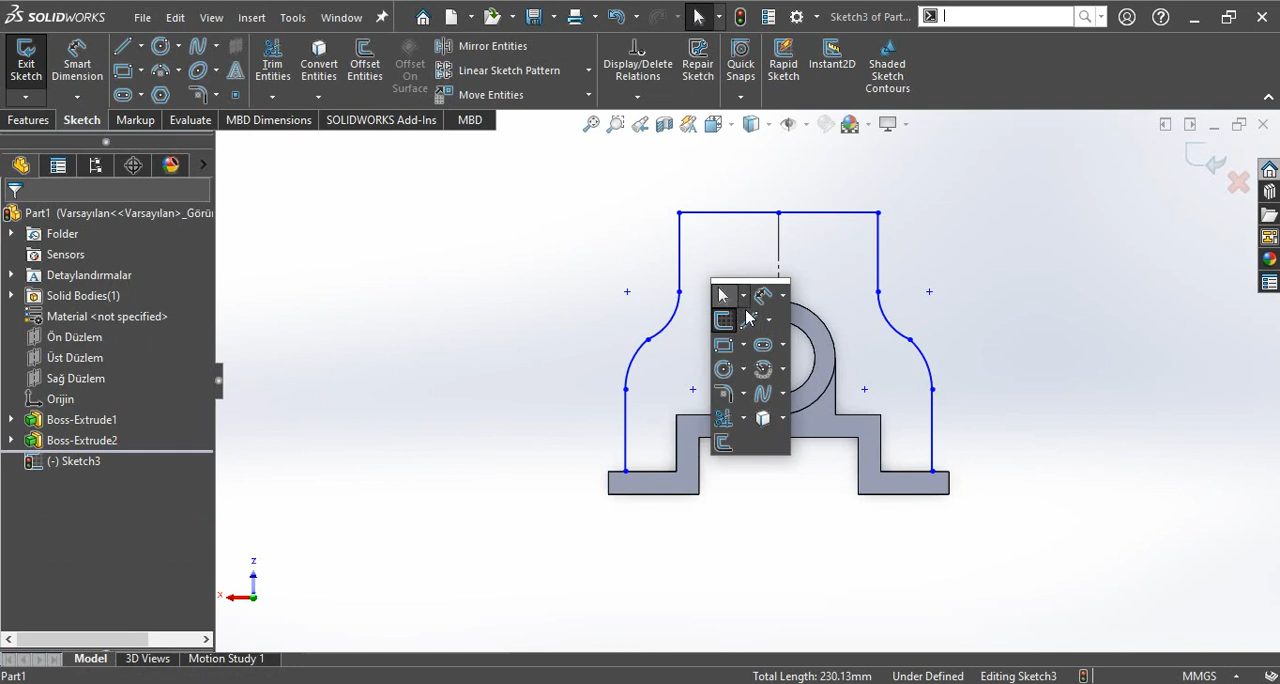 SOLIDWORKS File Edit View Insert Tools Window Sketch3 of Part...
Exit Sketch
Smart Dimension
Trim Entities
Convert Entities
Offset Entities
Offset On Surface
Mirror Entities
Linear Sketch Pattern
Move Entities
Display/Delete Relations
Repair Sketch
Quick Snaps
Rapid Sketch
Instant2D
Shaded Sketch Contours
Features Sketch Markup Evaluate MBD Dimensions SOLIDWORKS Add-Ins MBD
Part1 (Varsayılan<<Varsayılan>_Görü
Folder
Sensors
Detaylandırmalar
Solid Bodies(1)
Material <not specified>
Ön Düzlem
Üst Düzlem
Sağ Düzlem
Orijin
Boss-Extrude1
Boss-Extrude2
(-) Sketch3
z
x
Model 3D Views Motion Study 1
Part1 Total Length: 230.13mm Under Defined Editing Sketch3 MMGS